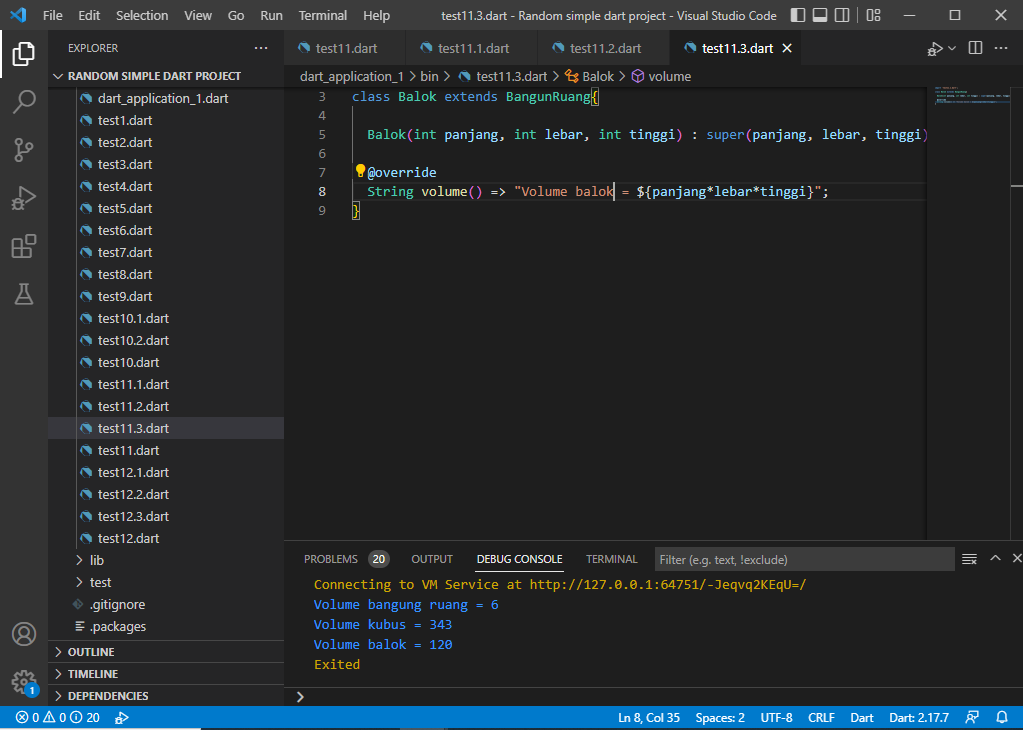 File Edit Selection View Go Run Terminal Help test11.3.dart - Random simple dart project - Visual Studio Code
EXPLORER
RANDOM SIMPLE DART PROJECT
dart_application_1.dart
test1.dart
test2.dart
test3.dart
test4.dart
test5.dart
test6.dart
test7.dart
test8.dart
test9.dart
test10.1.dart
test10.2.dart
test10.dart
test11.1.dart
test11.2.dart
test11.3.dart
test11.dart
test12.1.dart
test12.2.dart
test12.3.dart
test12.dart
lib
test
.gitignore
.packages
OUTLINE
TIMELINE
DEPENDENCIES
1
test11.dart test11.1.dart test11.2.dart test11.3.dart
dart_application_1 > bin > test11.3.dart > Balok > volume
3 class Balok extends BangunRuang{
4
5 Balok(int panjang, int lebar, int tinggi) : super(panjang, lebar, tinggi)
6
7 @override
8 String volume() => "Volume balok = ${panjang*lebar*tinggi}";
9 }
PROBLEMS 20 OUTPUT DEBUG CONSOLE TERMINAL Filter (e.g. text, !exclude)
Connecting to VM Service at http://127.0.0.1:64751/-Jeqvq2KEqU=/
Volume bangung ruang = 6
Volume kubus = 343
Volume balok = 120
Exited
0 0 20 Ln 8, Col 35 Spaces: 2 UTF-8 CRLF Dart Dart: 2.17.7